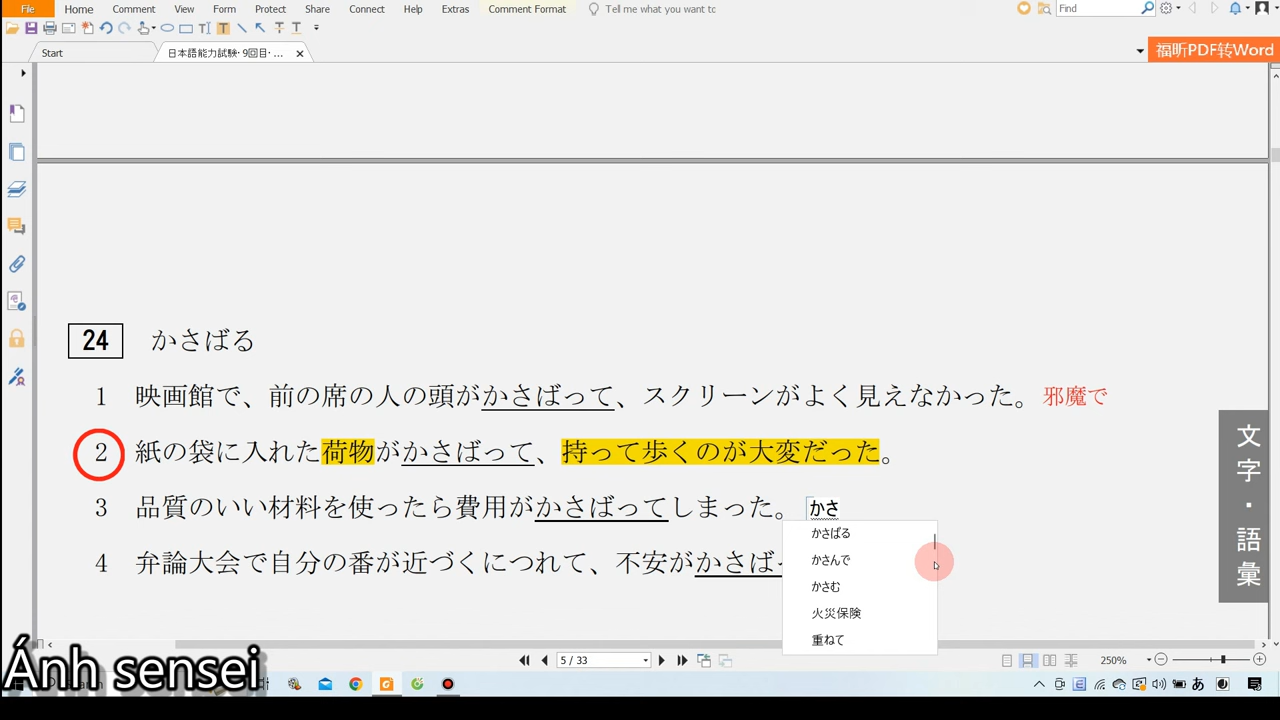 File Home Comment View Form Protect Share Connect Help Extras Comment Format Tell me what you want to Find
Start 日本語能力試験・9回目・ ... 福昕PDF转Word
24 かさばる
1 映画館で、前の席の人の頭がかさばって、スクリーンがよく見えなかった。 邪魔で
2 紙の袋に入れた荷物がかさばって、持って歩くのが大変だった。
3 品質のいい材料を使ったら費用がかさばってしまった。 かさ
4 弁論大会で自分の番が近づくにつれて、不安がかさば
かさばる
かさんで
かさむ
火災保険
重ねて
文字・語彙
5 / 33 250%
Ánh sensei
あ